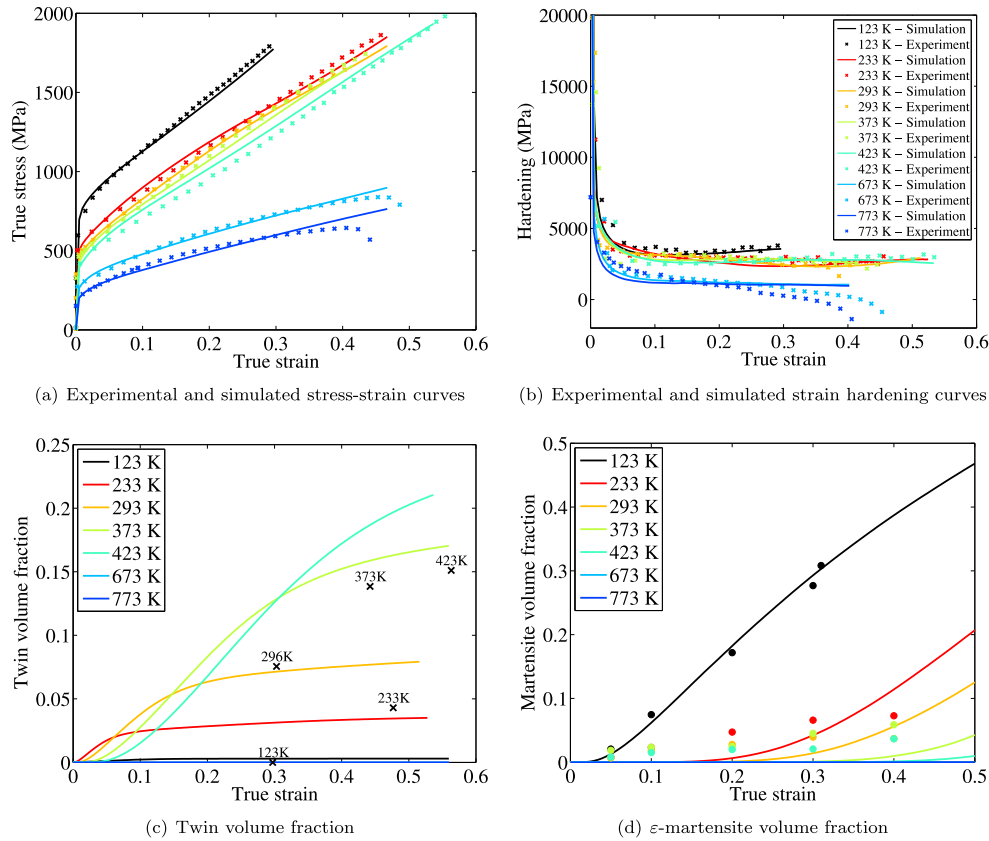 2000
1500
1000
500
0
0
0.1
0.2
0.3
0.4
0.5
0.6
True stress (MPa)
True strain
(a) Experimental and simulated stress-strain curves
20000
15000
10000
5000
0
0
0.1
0.2
0.3
0.4
0.5
0.6
Hardening (MPa)
True strain
123 K – Simulation
123 K – Experiment
233 K – Simulation
233 K – Experiment
293 K – Simulation
293 K – Experiment
373 K – Simulation
373 K – Experiment
423 K – Simulation
423 K – Experiment
673 K – Simulation
673 K – Experiment
773 K – Simulation
773 K – Experiment
(b) Experimental and simulated strain hardening curves
0.25
0.2
0.15
0.1
0.05
0
0
0.1
0.2
0.3
0.4
0.5
0.6
Twin volume fraction
True strain
123 K
233 K
293 K
373 K
423 K
673 K
773 K
423K
373K
296K
233K
123K
(c) Twin volume fraction
0.5
0.4
0.3
0.2
0.1
0
0
0.1
0.2
0.3
0.4
0.5
Martensite volume fraction
True strain
123 K
233 K
293 K
373 K
423 K
673 K
773 K
(d) ε-martensite volume fraction